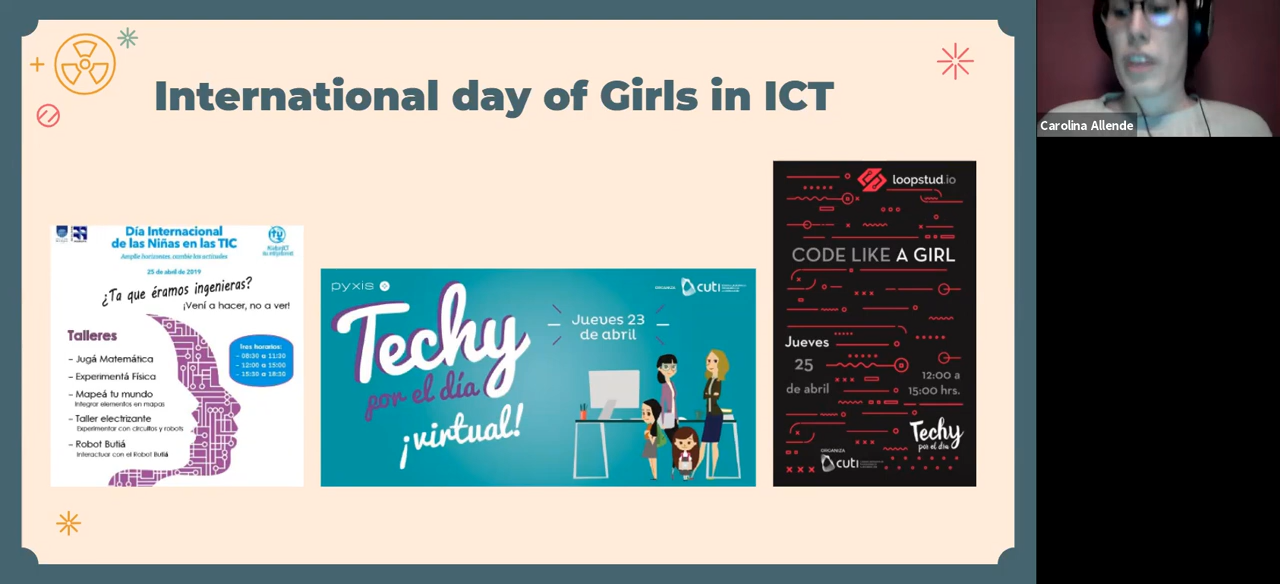 International day of Girls in ICT
Carolina Allende
Día Internacional
de las Niñas en las TIC
Amplíe horizontes, cambie las actitudes
25 de abril de 2019
¿Ta que éramos ingenieras?
¡Vení a hacer, no a ver!
Talleres
- Jugá Matemática
- Experimentá Física
- Mapeá tu mundo
Integrar elementos en mapas
- Taller electrizante
Experimentar con circuitos y robots
- Robot Butiá
Interactuar con el Robot Butiá
Tres horarios:
- 08:30 a 11:30
- 12:00 a 15:00
- 15:30 a 18:30
pyxis
ORGANIZA
cuti
Techy
por el día
¡virtual!
Jueves 23
de abril
loopstud.io
CODE LIKE A GIRL
Jueves
25
de abril
12:00 a
15:00 hrs.
Techy
por el día
ORGANIZA
cuti